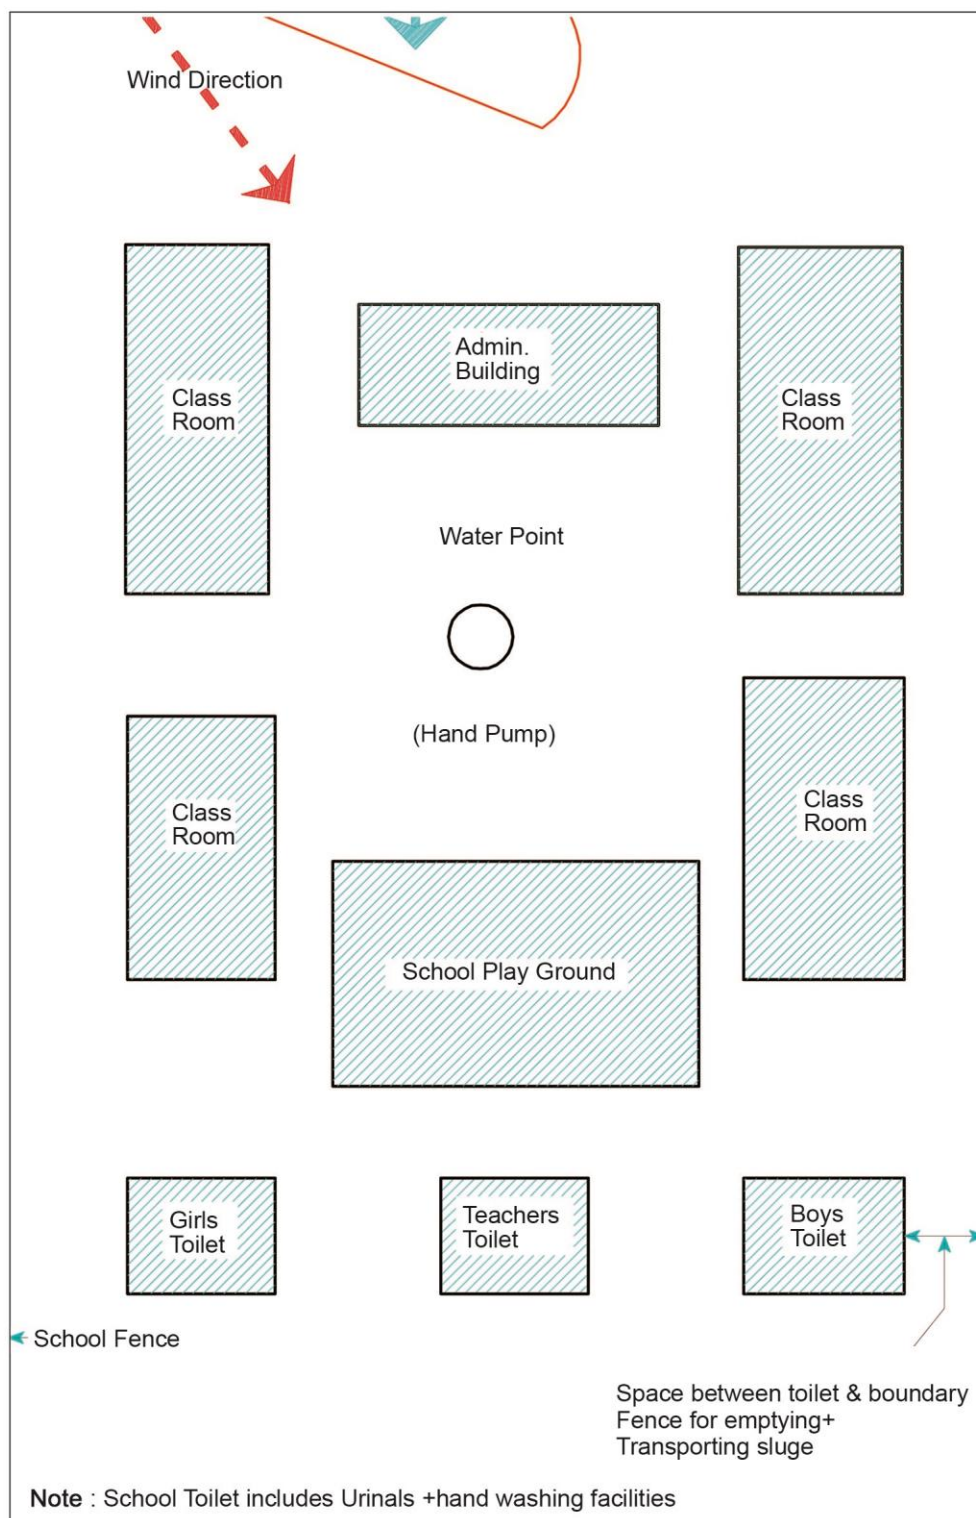 Wind Direction
Admin.
Building
Class
Room
Class
Room
Water Point
(Hand Pump)
Class
Room
Class
Room
School Play Ground
Girls
Toilet
Teachers
Toilet
Boys
Toilet
School Fence
Space between toilet & boundary
Fence for emptying+
Transporting sluge
Note : School Toilet includes Urinals +hand washing facilities